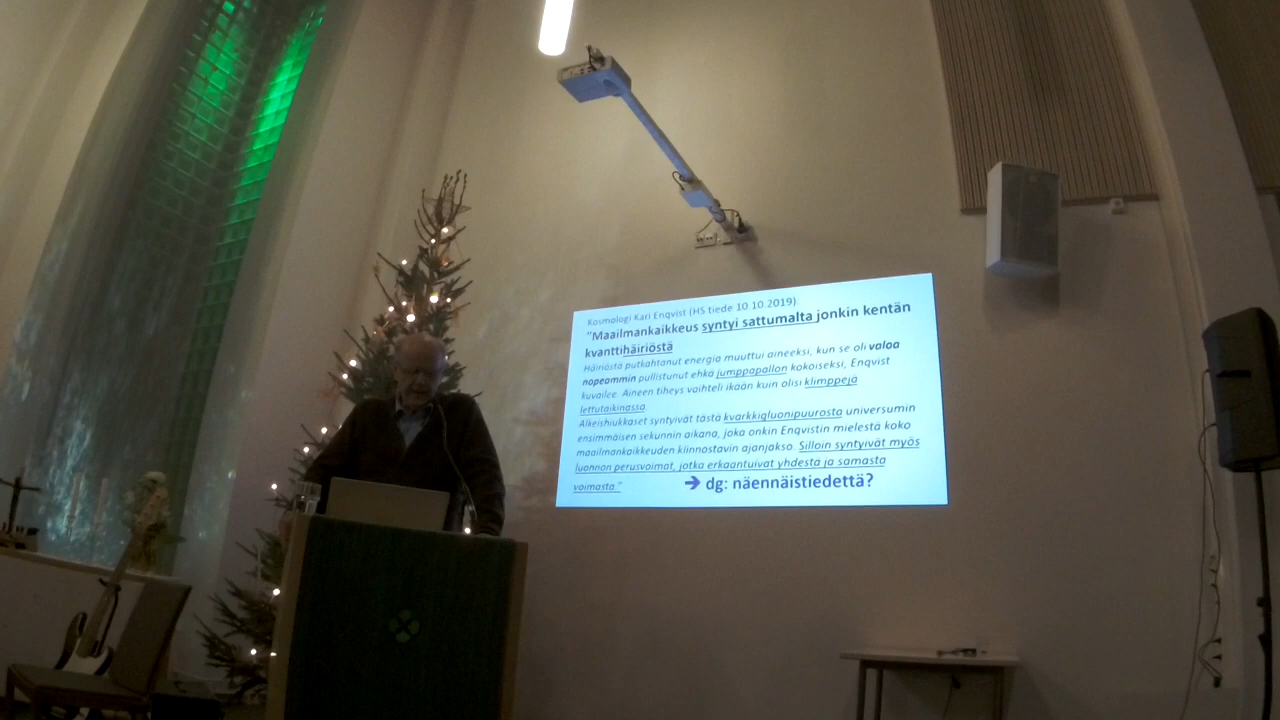 Kosmologi Kari Enqvist (HS tiede 10.10.2019):
"Maailmankaikkeus syntyi sattumalta jonkin kentän
kvanttihäiriöstä
Häiriöstä putkahtanut energia muuttui aineeksi, kun se oli valoa
nopeammin pullistunut ehkä jumppapallon kokoiseksi, Enqvist
kuvailee. Aineen tiheys vaihteli ikään kuin olisi klimppejä
lettutaikinassa.
Alkeishiukkaset syntyivät tästä kvarkkigluonipuurosta universumin
ensimmäisen sekunnin aikana, joka onkin Enqvistin mielestä koko
maailmankaikkeuden kiinnostavin ajanjakso. Silloin syntyivät myös
luonnon perusvoimat, jotka erkaantuivat yhdestä ja samasta
voimasta." ➔ dg: näennäistiedettä?